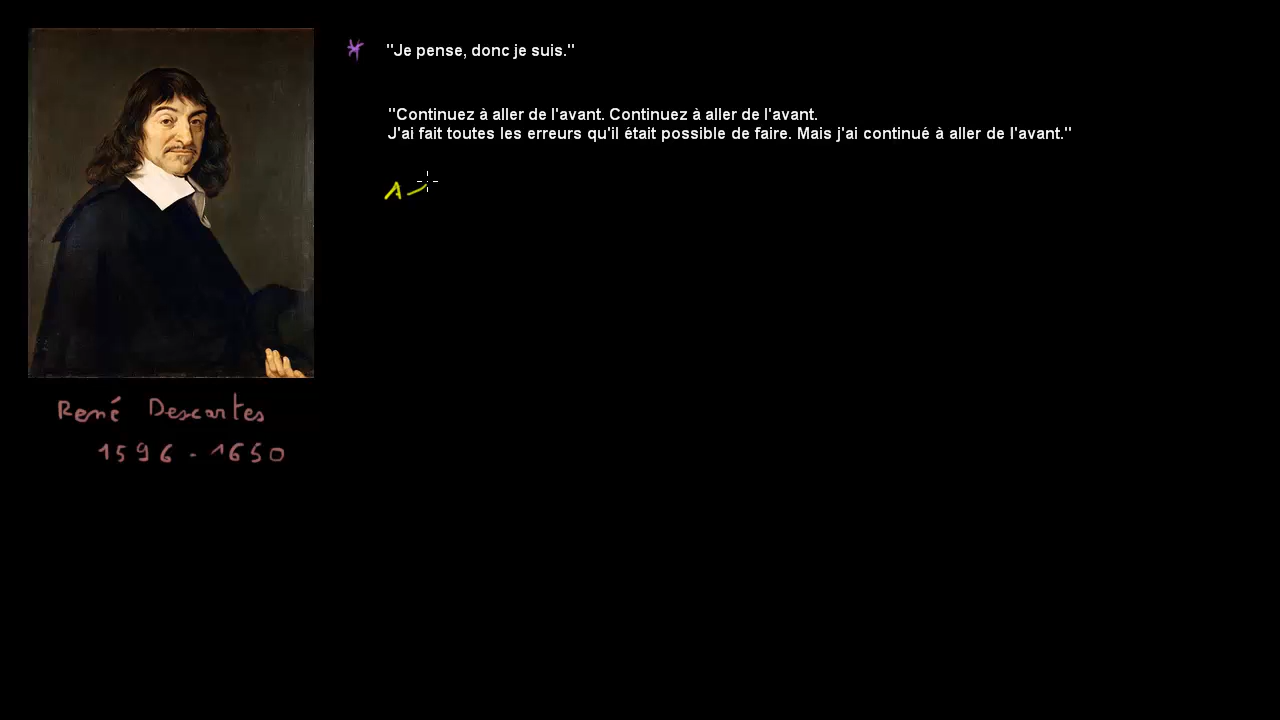 "Je pense, donc je suis."
"Continuez à aller de l'avant. Continuez à aller de l'avant.
J'ai fait toutes les erreurs qu'il était possible de faire. Mais j'ai continué à aller de l'avant."
René Descartes
1596 - 1650